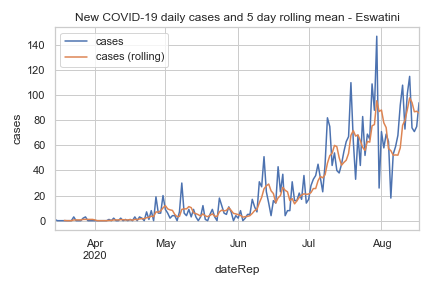 New COVID-19 daily cases and 5 day rolling mean - Eswatini
cases
cases (rolling)
140
120
100
80
60
40
20
0
cases
Apr
2020
May
Jun
Jul
Aug
dateRep